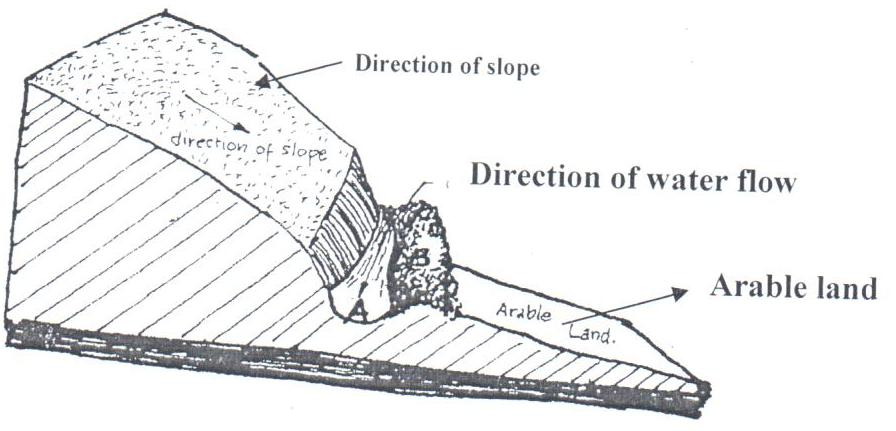 Direction of slope
direction of slope
Direction of water flow
B
Arable land
A
Arable
Land.